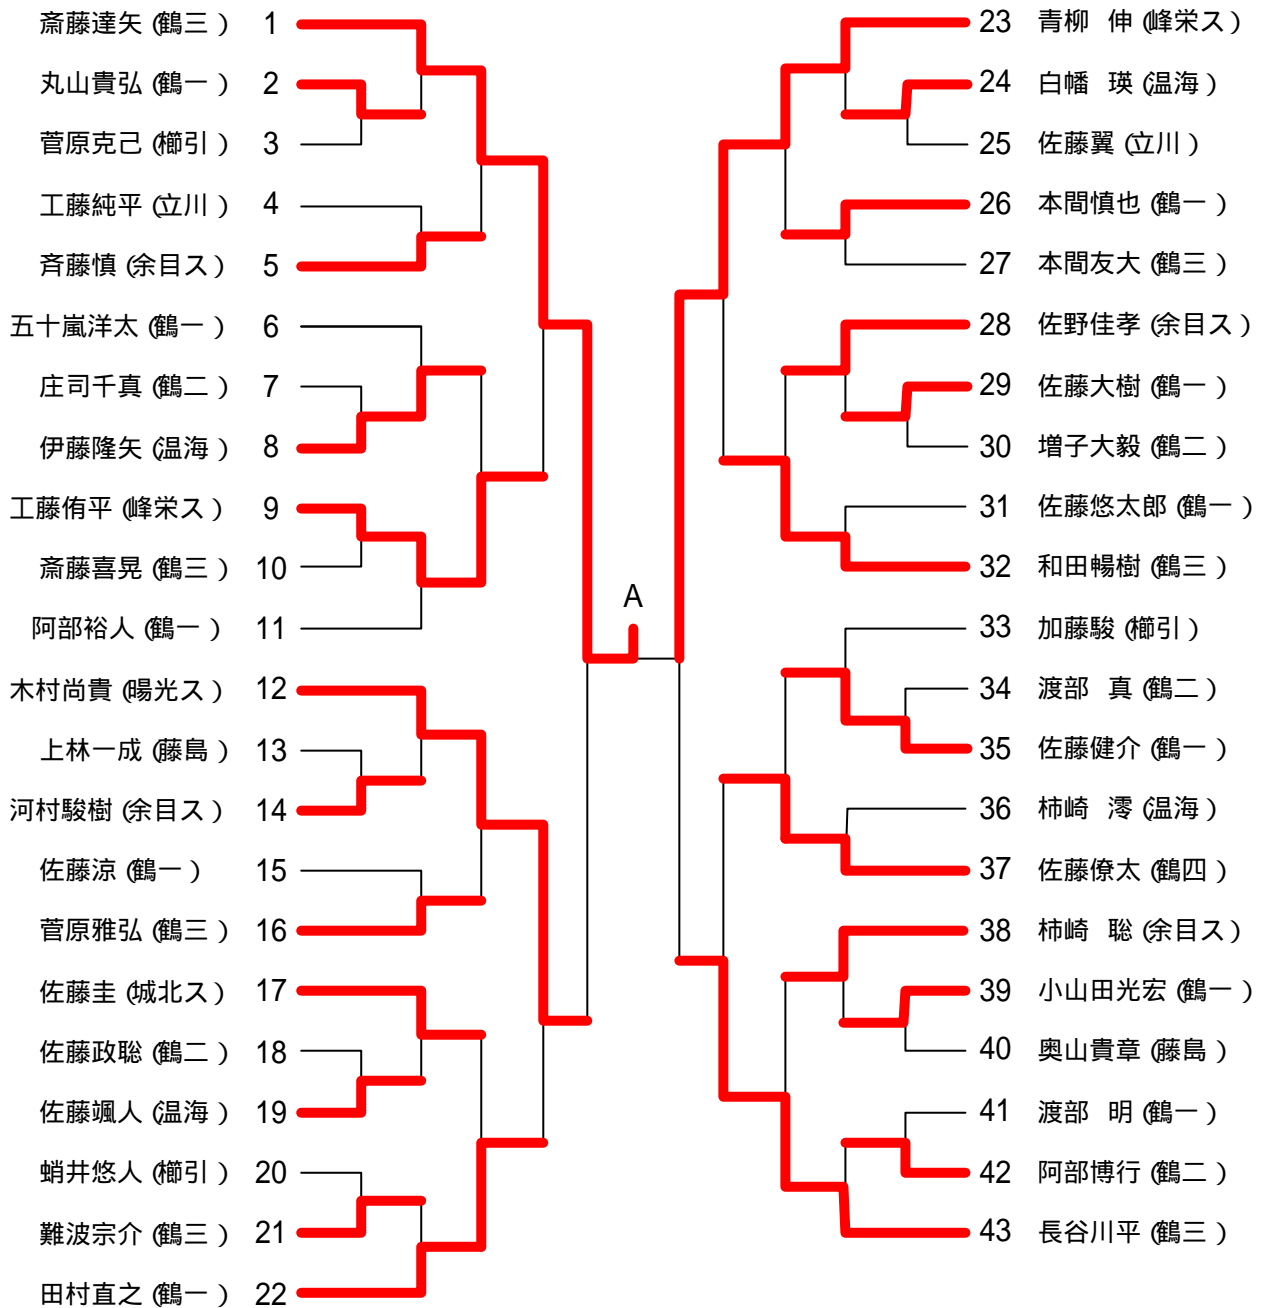 斎藤達矢 (鶴三) 1
丸山貴弘 (鶴一) 2
菅原克己 (櫛引) 3
工藤純平 (立川) 4
斉藤慎 (余目ス) 5
五十嵐洋太 (鶴一) 6
庄司千真 (鶴二) 7
伊藤隆矢 (温海) 8
工藤侑平 (峰栄ス) 9
斎藤喜晃 (鶴三) 10
阿部裕人 (鶴一) 11
木村尚貴 (暘光ス) 12
上林一成 (藤島) 13
河村駿樹 (余目ス) 14
佐藤涼 (鶴一) 15
菅原雅弘 (鶴三) 16
佐藤圭 (城北ス) 17
佐藤政聡 (鶴二) 18
佐藤颯人 (温海) 19
蛸井悠人 (櫛引) 20
難波宗介 (鶴三) 21
田村直之 (鶴一) 22
A
23 青柳 伸 (峰栄ス)
24 白幡 瑛 (温海)
25 佐藤翼 (立川)
26 本間慎也 (鶴一)
27 本間友大 (鶴三)
28 佐野佳孝 (余目ス)
29 佐藤大樹 (鶴一)
30 増子大毅 (鶴二)
31 佐藤悠太郎 (鶴一)
32 和田暢樹 (鶴三)
33 加藤駿 (櫛引)
34 渡部 真 (鶴二)
35 佐藤健介 (鶴一)
36 柿崎 澪 (温海)
37 佐藤僚太 (鶴四)
38 柿崎 聡 (余目ス)
39 小山田光宏 (鶴一)
40 奥山貴章 (藤島)
41 渡部 明 (鶴一)
42 阿部博行 (鶴二)
43 長谷川平 (鶴三)